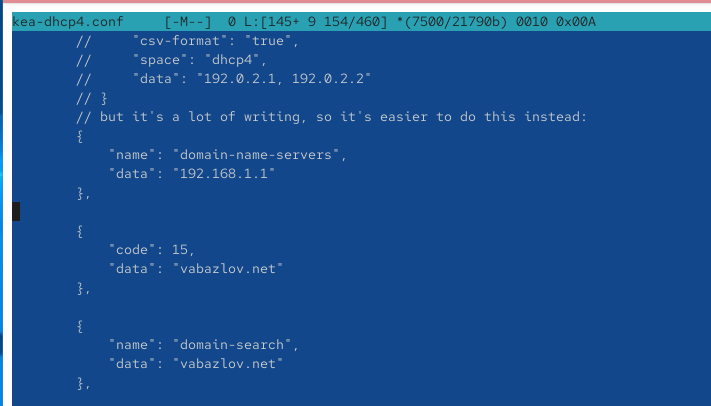 kea-dhcp4.conf [-M--] 0 L:[145+ 9 154/460] *(7500/21790b) 0010 0x00A
// "csv-format": "true",
// "space": "dhcp4",
// "data": "192.0.2.1, 192.0.2.2"
// }
// but it's a lot of writing, so it's easier to do this instead:
{
"name": "domain-name-servers",
"data": "192.168.1.1"
},
{
"code": 15,
"data": "vabazlov.net"
},
{
"name": "domain-search",
"data": "vabazlov.net"
},